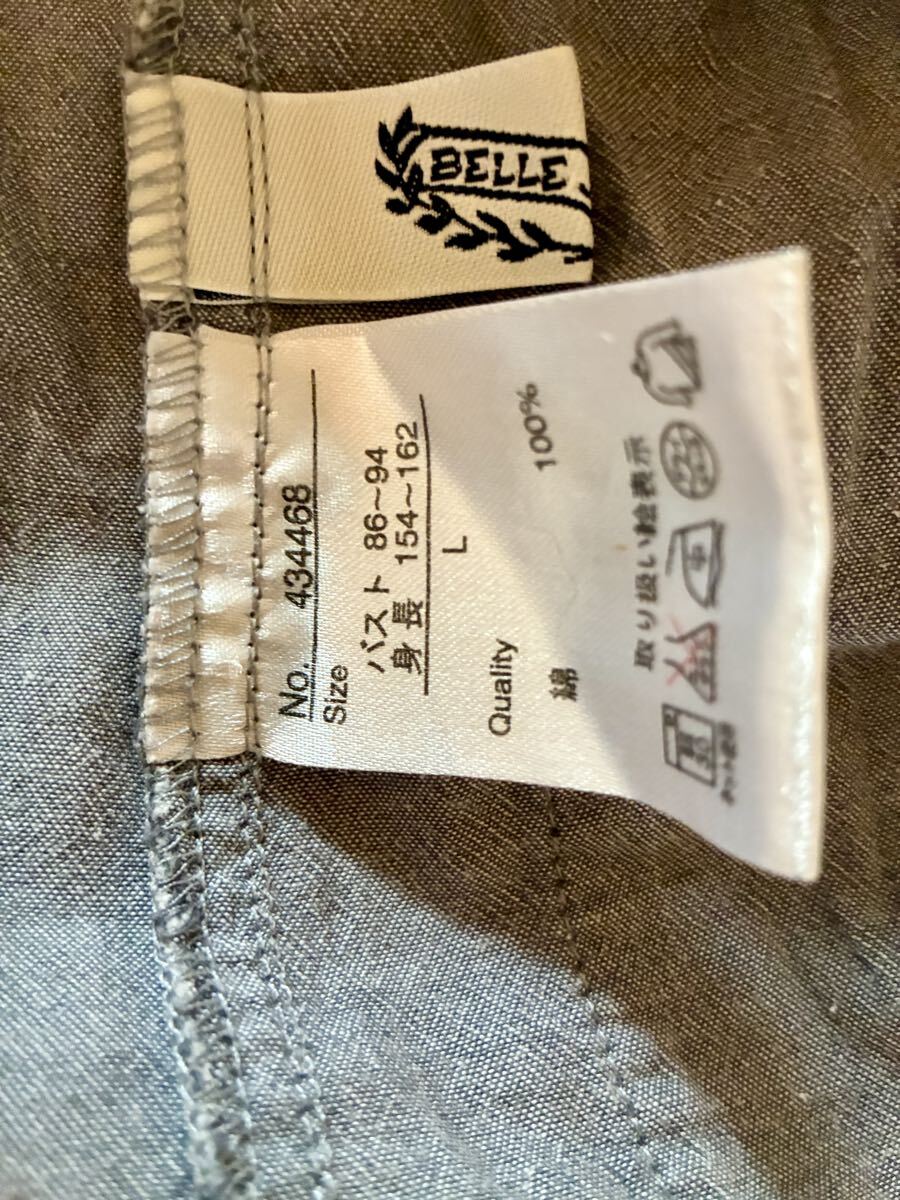 BELLE
No. 434468
Size
バスト 86~94
身長 154~162
L
Quality
綿 100%
取り扱い絵表示
中